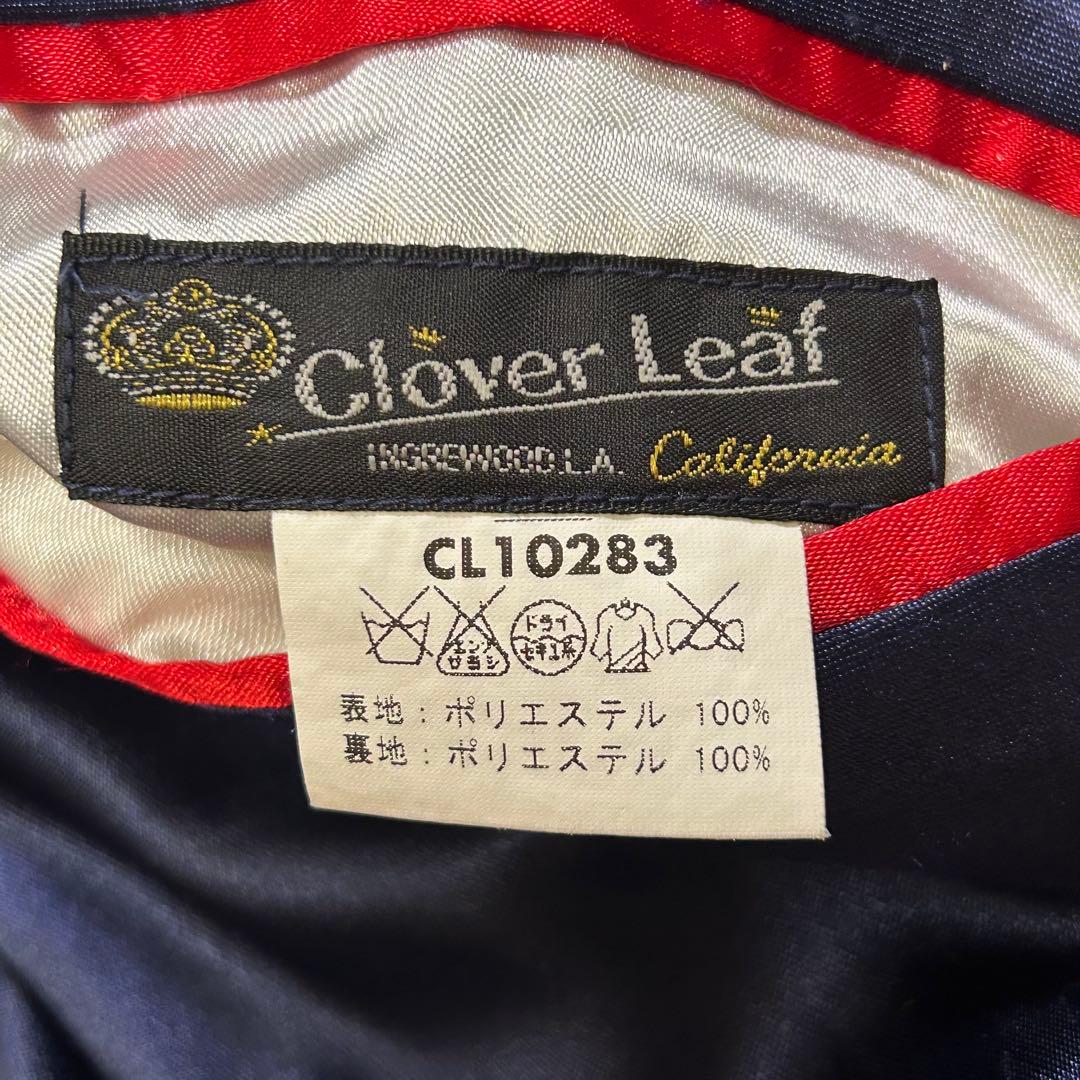 Clover Leaf
INGREWOOD.L.A. California
CL10283
エンソ
サラシ
ドライ
セキユ系
表地：ポリエステル 100%
裏地：ポリエステル 100%